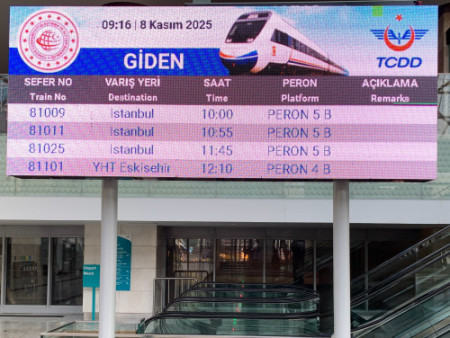 09:16 | 8 Kasım 2025
GİDEN
TCDD
SEFER NO VARIŞ YERİ SAAT PERON AÇIKLAMA
Train No Destination Time Platform Remarks
81009 İstanbul 10:00 PERON 5 B
81011 İstanbul 10:55 PERON 5 B
81025 İstanbul 11:45 PERON 5 B
81101 YHT Eskişehir 12:10 PERON 4 B